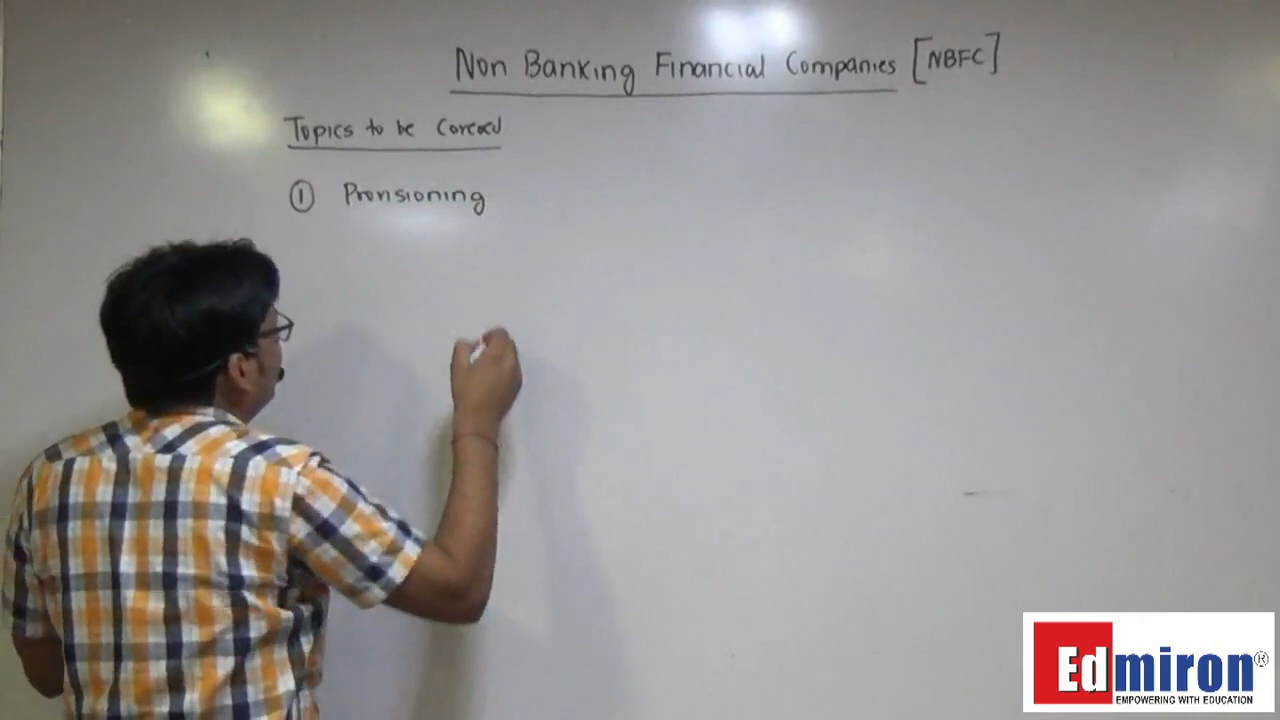 Non Banking Financial Companies [NBFC]
Topics to be Covered
① Provisioning
Edmiron®
EMPOWERING WITH EDUCATION